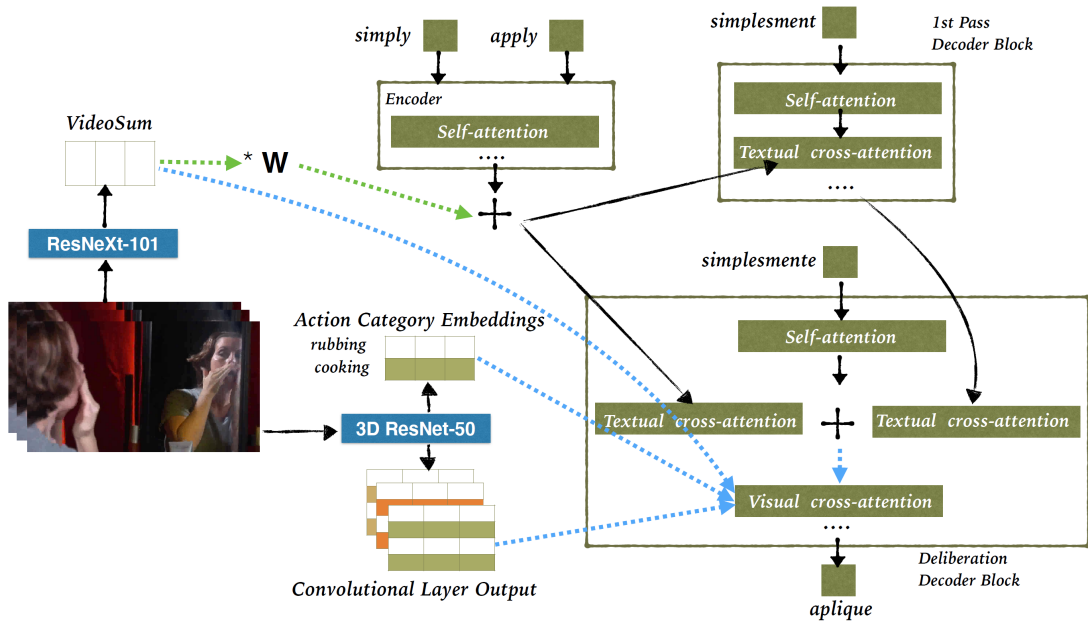 simply
apply
simplesment
1st Pass
Decoder Block
Encoder
Self-attention
....
Self-attention
Textual cross-attention
....
VideoSum
* W
ResNeXt-101
simplesmente
Action Category Embeddings
rubbing
cooking
3D ResNet-50
Convolutional Layer Output
Self-attention
Textual cross-attention
Textual cross-attention
Visual cross-attention
....
Deliberation
Decoder Block
aplique